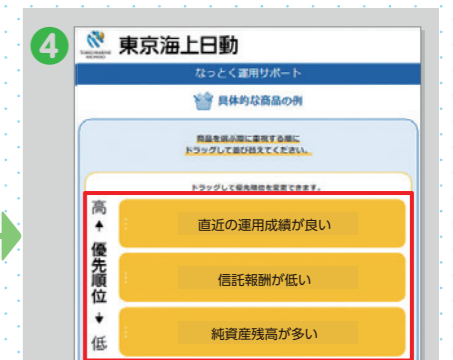 4
東京海上日動
なっとく運用サポート
具体的な商品の例
商品を選ぶ際に重視する順に
ドラッグして並び替えてください。
ドラッグして優先順位を変更できます。
高
優先順位
低
直近の運用成績が良い
信託報酬が低い
純資産残高が多い